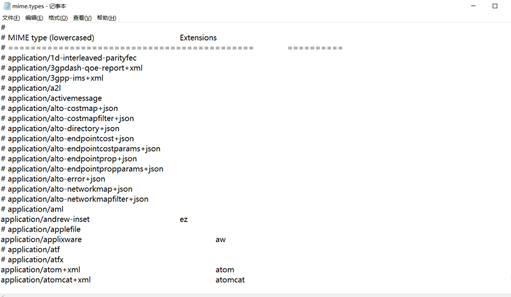 mime.types - 记事本
文件(F) 编辑(E) 格式(O) 查看(V) 帮助(H)
#
# MIME type (lowercased) Extensions
# ============================================ ==========
# application/1d-interleaved-parityfec
# application/3gpdash-qoe-report+xml
# application/3gpp-ims+xml
# application/a2l
# application/activemessage
# application/alto-costmap+json
# application/alto-costmapfilter+json
# application/alto-directory+json
# application/alto-endpointcost+json
# application/alto-endpointcostparams+json
# application/alto-endpointprop+json
# application/alto-endpointpropparams+json
# application/alto-error+json
# application/alto-networkmap+json
# application/alto-networkmapfilter+json
# application/aml
application/andrew-inset ez
# application/applefile
application/applixware aw
# application/atf
# application/atfx
application/atom+xml atom
application/atomcat+xml atomcat